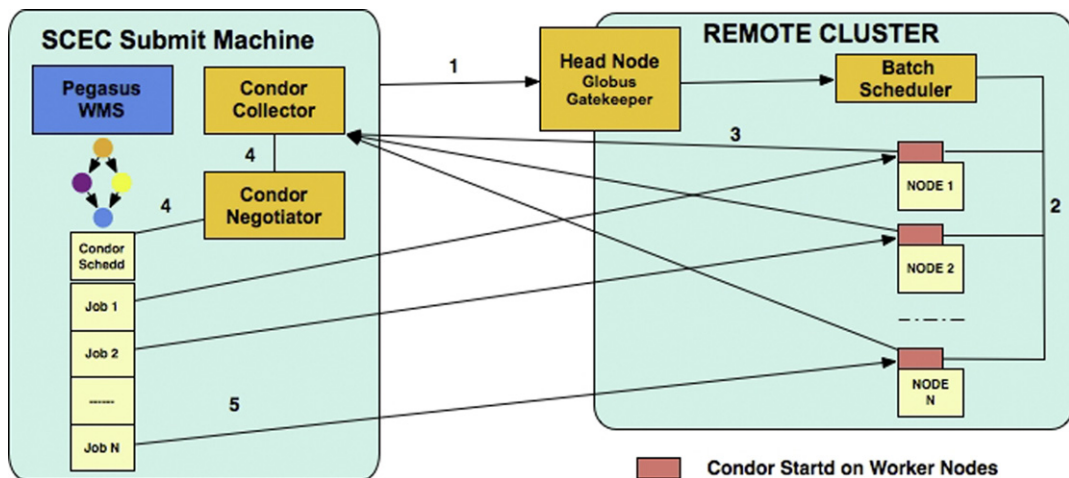 SCEC Submit Machine
Pegasus
WMS
Condor
Collector
4
Condor
Negotiator
4
Condor
Schedd
Job 1
Job 2
------
Job N
1
Head Node
Globus
Gatekeeper
REMOTE CLUSTER
Batch
Scheduler
3
NODE 1
2
NODE 2
NODE
N
5
Condor Startd on Worker Nodes